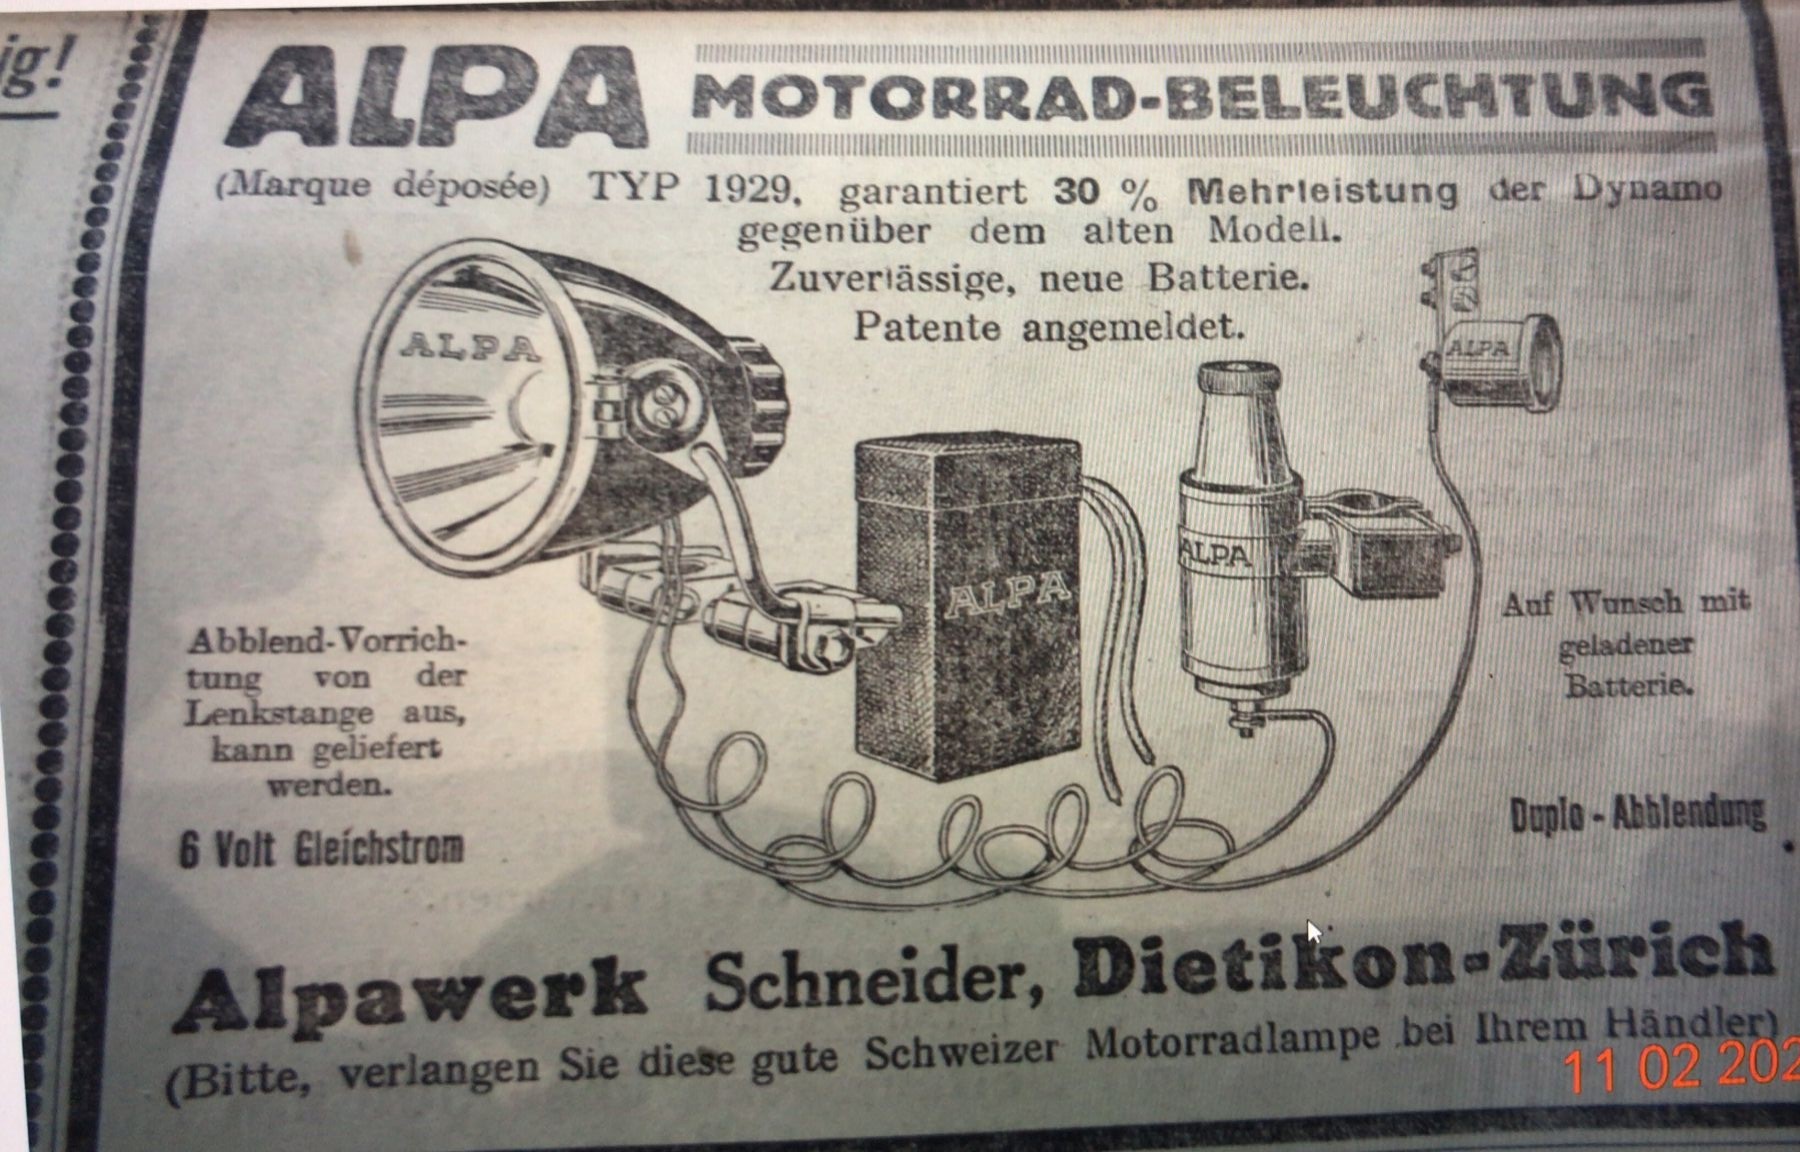 ig!
ALPA MOTORRAD-BELEUCHTUNG
(Marque déposée) TYP 1929, garantiert 30 % Mehrleistung der Dynamo
gegenüber dem alten Modell.
Zuverlässige, neue Batterie.
Patente angemeldet.
ALPA
ALPA
ALPA
ALPA
Abblend-Vorrich-
tung von der
Lenkstange aus,
kann geliefert
werden.
6 Volt Gleichstrom
Auf Wunsch mit
geladener
Batterie.
Duplo - Abblendung
Alpawerk Schneider, Dietikon-Zürich
(Bitte, verlangen Sie diese gute Schweizer Motorradlampe bei Ihrem Händler)
11 02 202